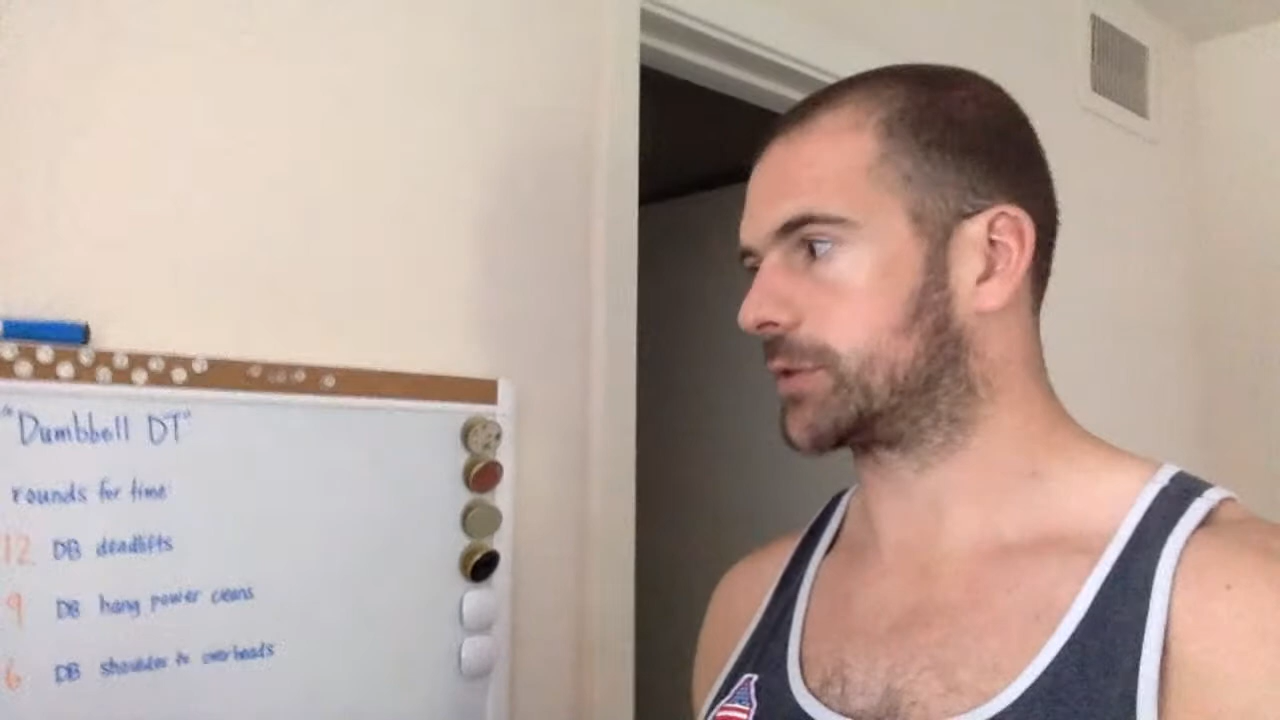 "Dumbbell DT"
rounds for time
12 DB deadlifts
9 DB hang power cleans
6 DB shoulder to overheads